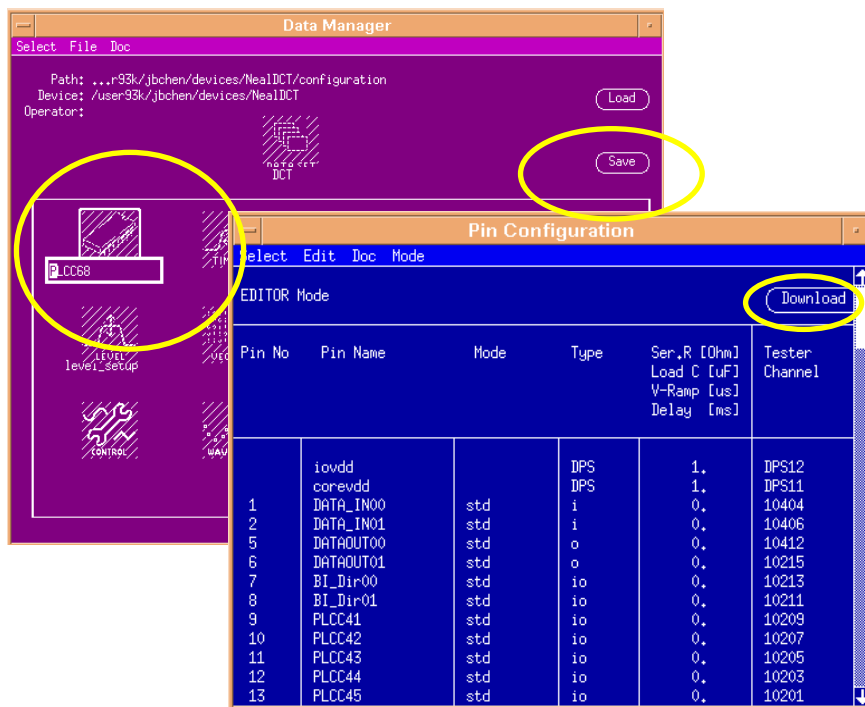 Data Manager
Select File Doc
Path: ...r93k/jbchen/devices/NealDCT/configuration
Device: /user93k/jbchen/devices/NealDCT
Operator:
Load
DATA SET
DCT
Save
PLCC68
LEVEL
level_setup
CONTROL
Pin Configuration
Select Edit Doc Mode
EDITOR Mode
Download
Pin No Pin Name Mode Type Ser.R [Ohm] Tester
Load C [uF] Channel
V-Ramp [us]
Delay [ms]
iovdd DPS 1. DPS12
corevdd DPS 1. DPS11
1 DATA_IN00 std i 0. 10404
2 DATA_IN01 std i 0. 10406
5 DATAOUT00 std o 0. 10412
6 DATAOUT01 std o 0. 10215
7 BI_Dir00 std io 0. 10213
8 BI_Dir01 std io 0. 10211
9 PLCC41 std io 0. 10209
10 PLCC42 std io 0. 10207
11 PLCC43 std io 0. 10205
12 PLCC44 std io 0. 10203
13 PLCC45 std io 0. 10201